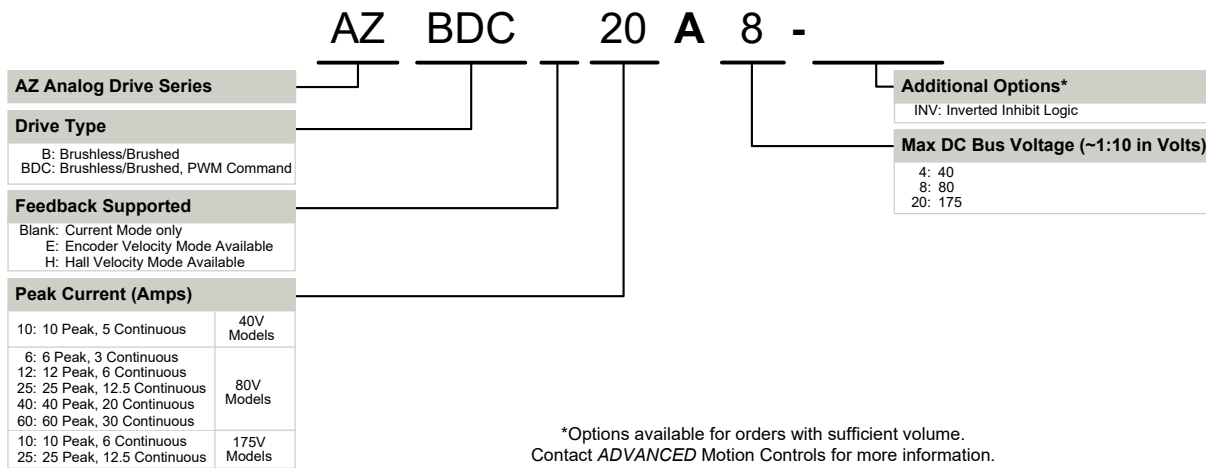 AZ BDC 20 A 8 -
AZ Analog Drive Series
Drive Type
B: Brushless/Brushed
BDC: Brushless/Brushed, PWM Command
Feedback Supported
Blank: Current Mode only
E: Encoder Velocity Mode Available
H: Hall Velocity Mode Available
Peak Current (Amps)
10: 10 Peak, 5 Continuous
40V
Models
6: 6 Peak, 3 Continuous
12: 12 Peak, 6 Continuous
25: 25 Peak, 12.5 Continuous
40: 40 Peak, 20 Continuous
60: 60 Peak, 30 Continuous
80V
Models
10: 10 Peak, 6 Continuous
25: 25 Peak, 12.5 Continuous
175V
Models
Additional Options*
INV: Inverted Inhibit Logic
Max DC Bus Voltage (~1:10 in Volts)
4: 40
8: 80
20: 175
*Options available for orders with sufficient volume.
Contact ADVANCED Motion Controls for more information.